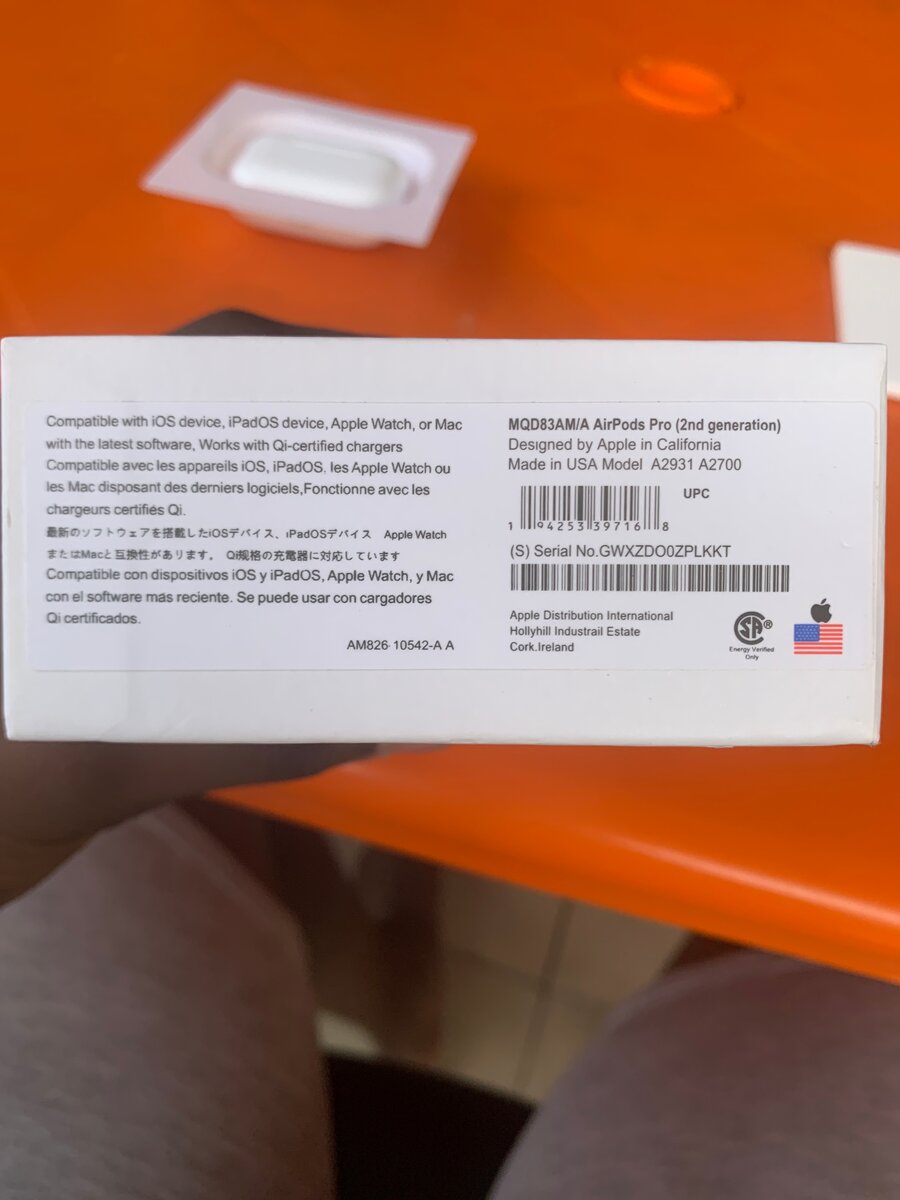 Compatible with iOS device, iPadOS device, Apple Watch, or Mac
with the latest software, Works with Qi-certified chargers
Compatible avec les appareils iOS, iPadOS, les Apple Watch ou
les Mac disposant des derniers logiciels,Fonctionne avec les
chargeurs certifiés Qi.
最新のソフトウェアを搭載したiOSデバイス、iPadOSデバイス Apple Watch
またはMacと互換性があります。 Qi規格の充電器に対応しています
Compatible con dispositivos iOS y iPadOS, Apple Watch, y Mac
con el software mas reciente. Se puede usar con cargadores
Qi certificados.
AM826-10542-A A
MQD83AM/A AirPods Pro (2nd generation)
Designed by Apple in California
Made in USA Model A2931 A2700
UPC
1 94253 39716 8
(S) Serial No.GWXZDO0ZPLKKT
Apple Distribution International
Hollyhill Industrail Estate
Cork.Ireland
SA®
Energy Verified
Only